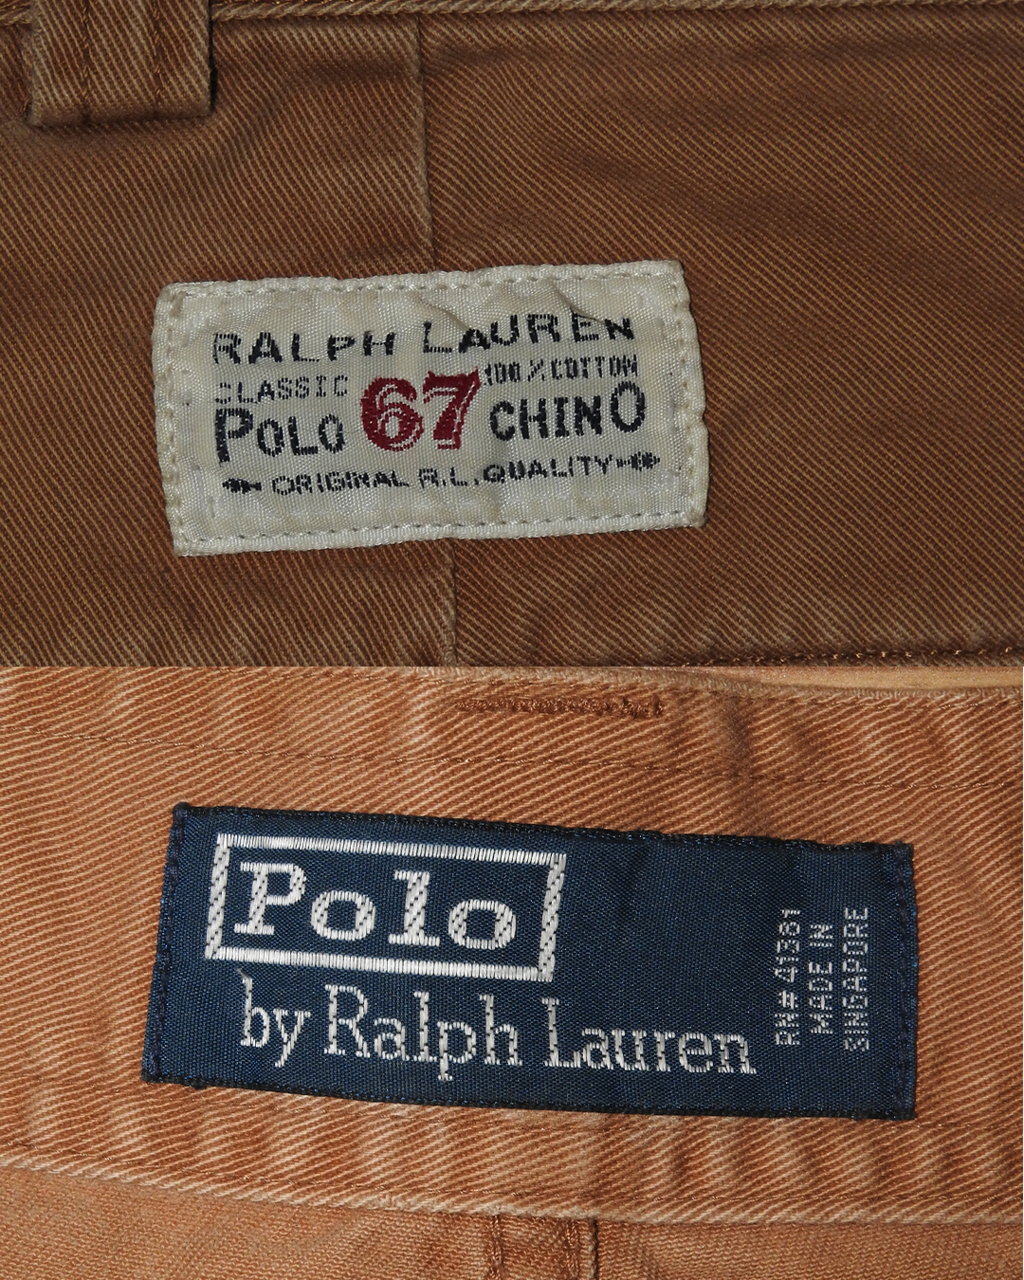 RALPH LAUREN
CLASSIC 67 100% COTTON
POLO CHINO
ORIGINAL R.L. QUALITY
Polo
by Ralph Lauren
RN# 41381
MADE IN
SINGAPORE